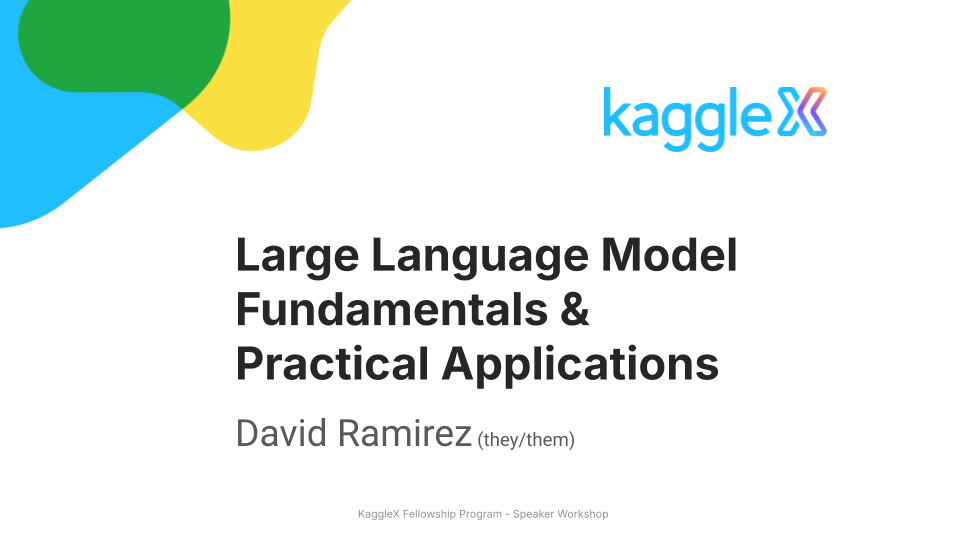 kaggleX
Large Language Model
Fundamentals &
Practical Applications
David Ramirez (they/them)
KaggleX Fellowship Program - Speaker Workshop